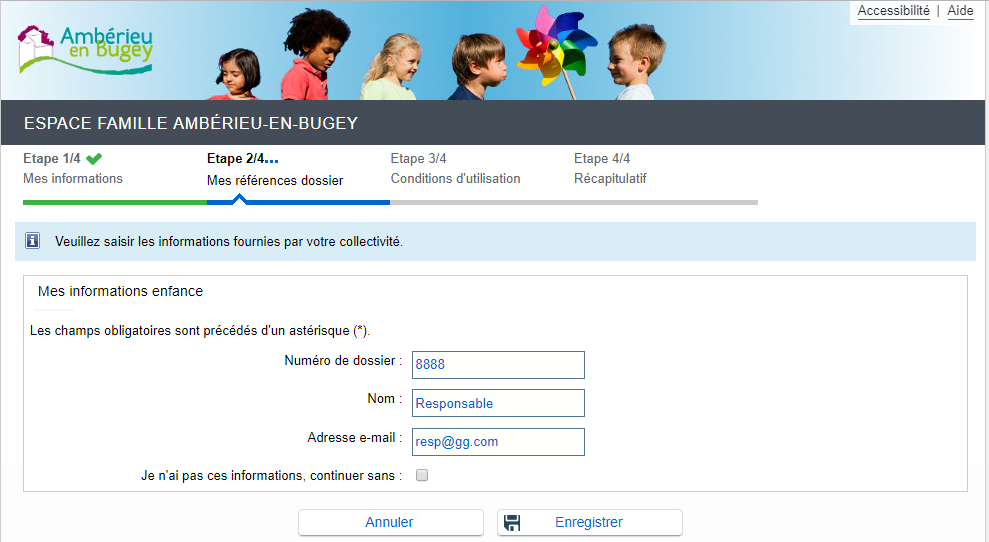 Accessibilité | Aide
Ambérieu
en Bugey
ESPACE FAMILLE AMBÉRIEU-EN-BUGEY
Etape 1/4
Mes informations
Etape 2/4...
Mes références dossier
Etape 3/4
Conditions d'utilisation
Etape 4/4
Récapitulatif
Veuillez saisir les informations fournies par votre collectivité.
Mes informations enfance
Les champs obligatoires sont précédés d'un astérisque (*).
Numéro de dossier : 8888
Nom : Responsable
Adresse e-mail : resp@gg.com
Je n'ai pas ces informations, continuer sans :
Annuler
Enregistrer